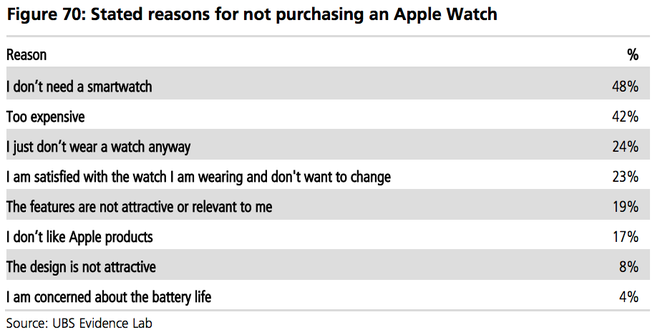 Figure 70: Stated reasons for not purchasing an Apple Watch
Reason %
I don’t need a smartwatch 48%
Too expensive 42%
I just don’t wear a watch anyway 24%
I am satisfied with the watch I am wearing and don't want to change 23%
The features are not attractive or relevant to me 19%
I don’t like Apple products 17%
The design is not attractive 8%
I am concerned about the battery life 4%
Source: UBS Evidence Lab